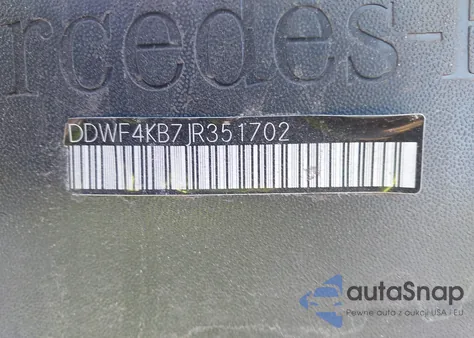 rcedes-B
DDWF4KB7JR351702
autaSnap
Pewne auta z aukcji USA i EU